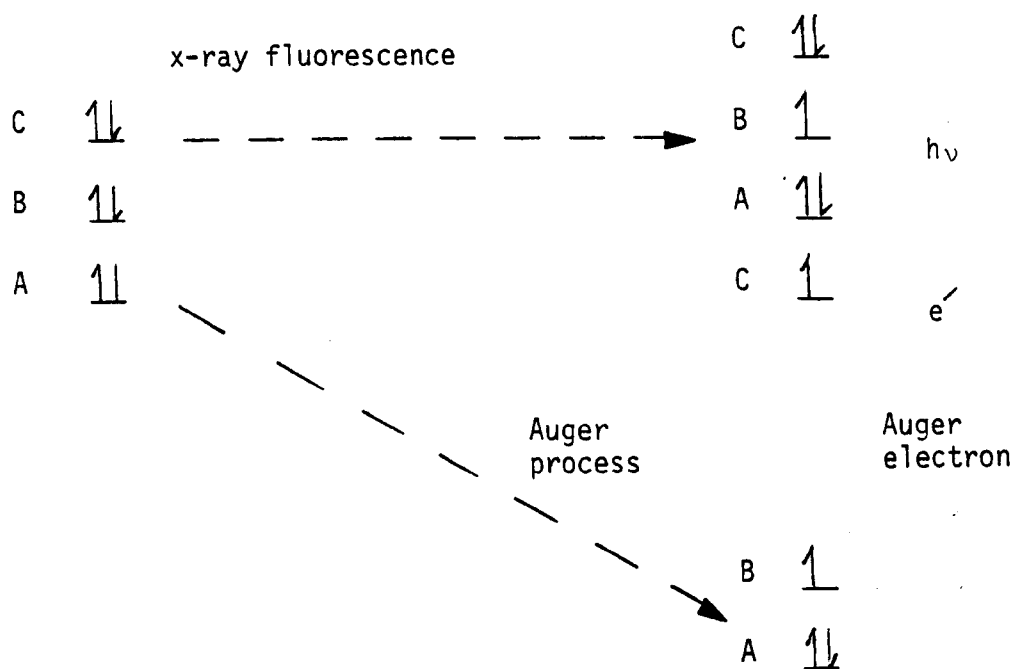 x-ray fluorescence
C
B
A
C
B
A
hν
C
e′
Auger
process
Auger
electron
B
A